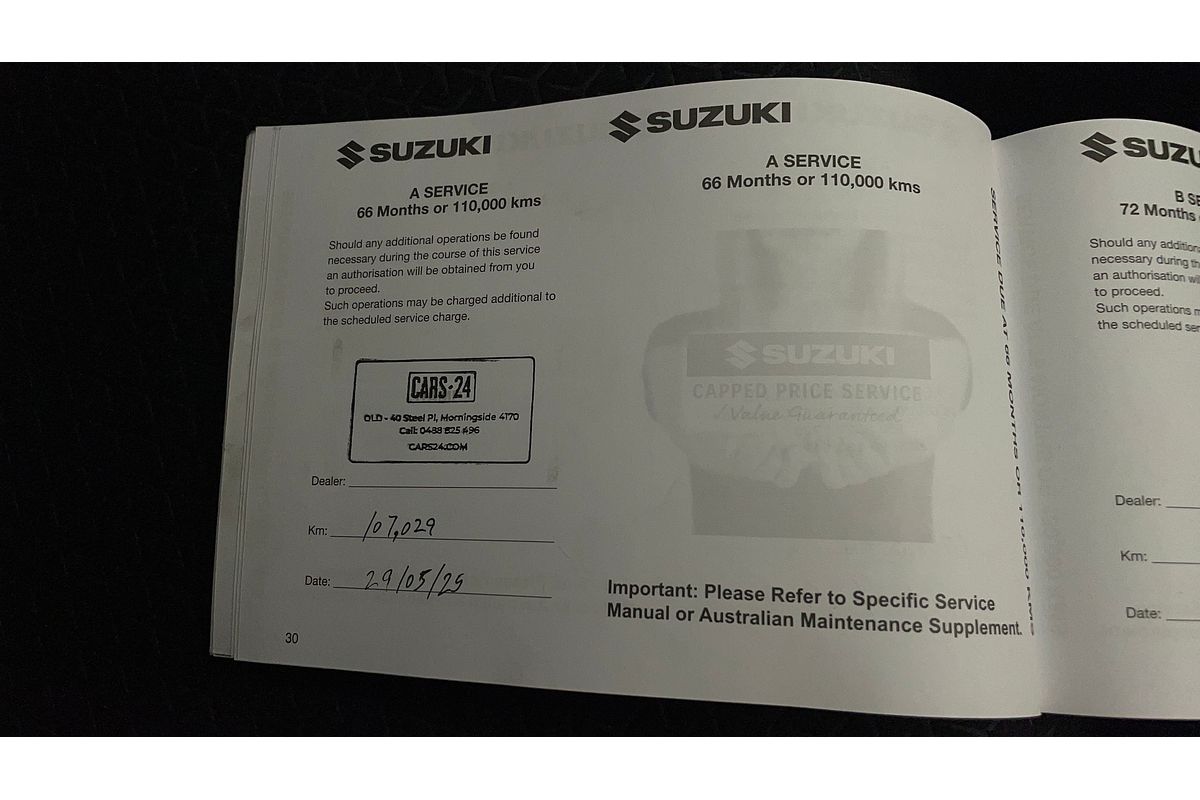 SUZUKI
A SERVICE
66 Months or 110,000 kms
Should any additional operations be found
necessary during the course of this service
an authorisation will be obtained from you
to proceed.
Such operations may be charged additional to
the scheduled service charge.
CARS·24
QLD - 40 Steel Pl, Morningside 4170
Call: 0488 825 496
CARS24.COM
Dealer:
Km: 107,029
Date: 29/05/25
30
SUZUKI
A SERVICE
66 Months or 110,000 kms
SUZUKI
CAPPED PRICE SERVICE
Value Guaranteed
Important: Please Refer to Specific Service
Manual or Australian Maintenance Supplement.
SERVICE DUE AT 66 MONTHS OR 110,000 KMS
SUZU
B SE
72 Months
Should any addition
necessary during th
an authorisation wil
to proceed.
Such operations m
the scheduled ser
Dealer:
Km:
Date: